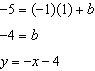 −5 = (−1)(1) + b
−4 = b
y = −x − 4